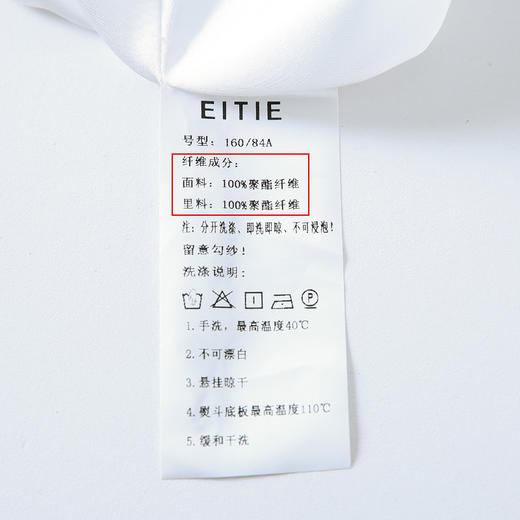 EITIE
号型：160/84A
纤维成分：
面料：100%聚酯纤维
里料：100%聚酯纤维
注：分开洗涤、即洗即晾、不可浸泡！
留意勾纱！
洗涤说明：
P
1.手洗，最高温度40℃
2.不可漂白
3.悬挂晾干
4.熨斗底板最高温度110℃
5.缓和干洗